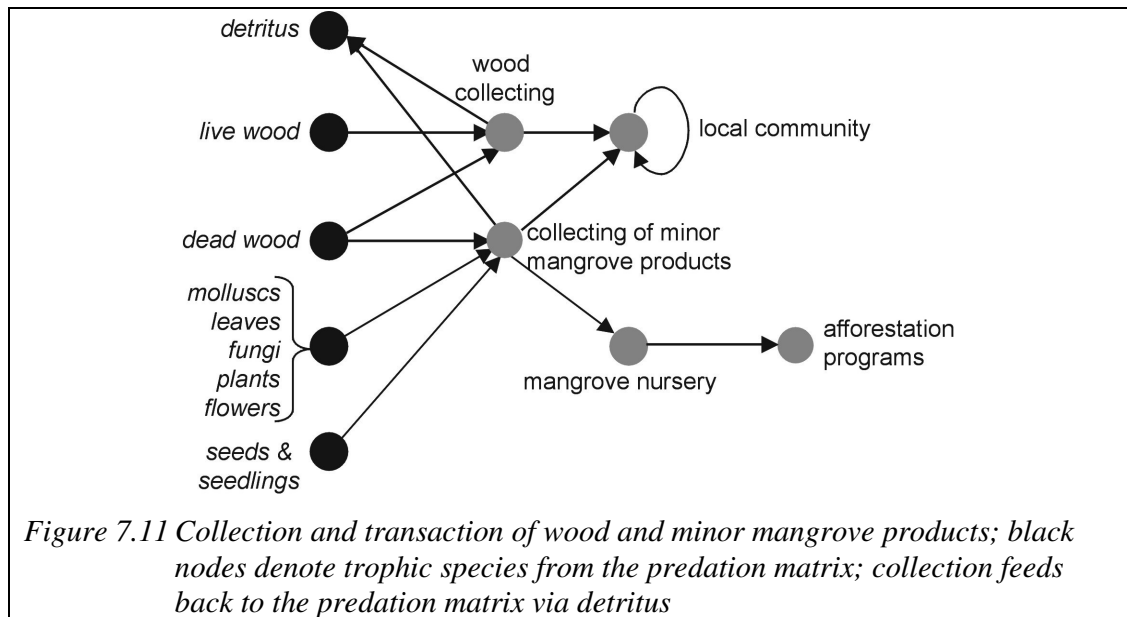 detritus
wood
collecting
live wood
local community
dead wood
collecting of minor
mangrove products
molluscs
leaves
fungi
plants
flowers
afforestation
programs
mangrove nursery
seeds &
seedlings
Figure 7.11 Collection and transaction of wood and minor mangrove products; black
nodes denote trophic species from the predation matrix; collection feeds
back to the predation matrix via detritus